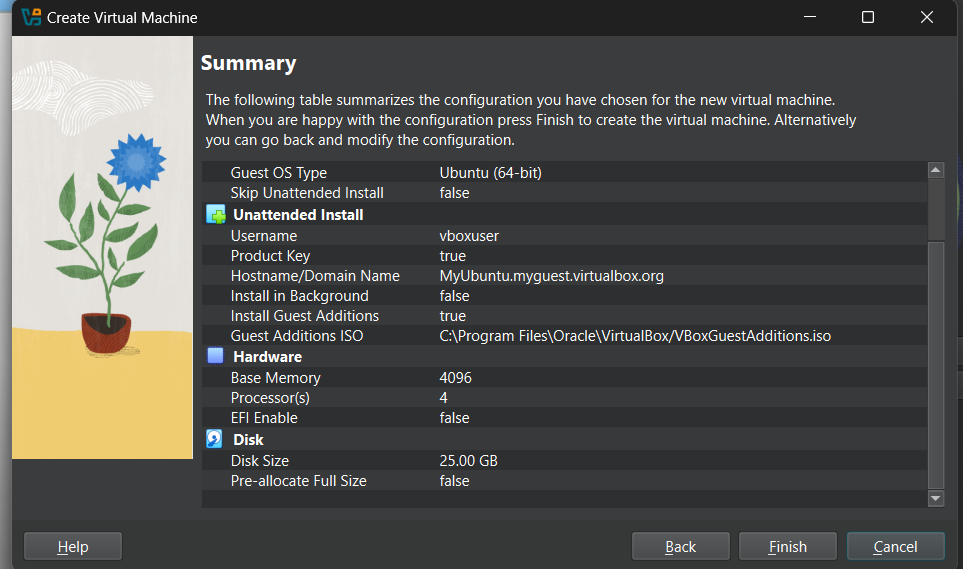 Create Virtual Machine
Summary
The following table summarizes the configuration you have chosen for the new virtual machine.
When you are happy with the configuration press Finish to create the virtual machine. Alternatively
you can go back and modify the configuration.
Guest OS Type Ubuntu (64-bit)
Skip Unattended Install false
Unattended Install
Username vboxuser
Product Key true
Hostname/Domain Name MyUbuntu.myguest.virtualbox.org
Install in Background false
Install Guest Additions true
Guest Additions ISO C:\Program Files\Oracle\VirtualBox/VBoxGuestAdditions.iso
Hardware
Base Memory 4096
Processor(s) 4
EFI Enable false
Disk
Disk Size 25.00 GB
Pre-allocate Full Size false
Help Back Finish Cancel